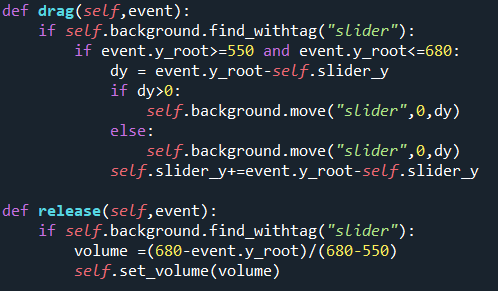 def drag(self,event):
    if self.background.find_withtag("slider"):
        if event.y_root>=550 and event.y_root<=680:
            dy = event.y_root-self.slider_y
            if dy>0:
                self.background.move("slider",0,dy)
            else:
                self.background.move("slider",0,dy)
            self.slider_y+=event.y_root-self.slider_y

def release(self,event):
    if self.background.find_withtag("slider"):
        volume =(680-event.y_root)/(680-550)
        self.set_volume(volume)